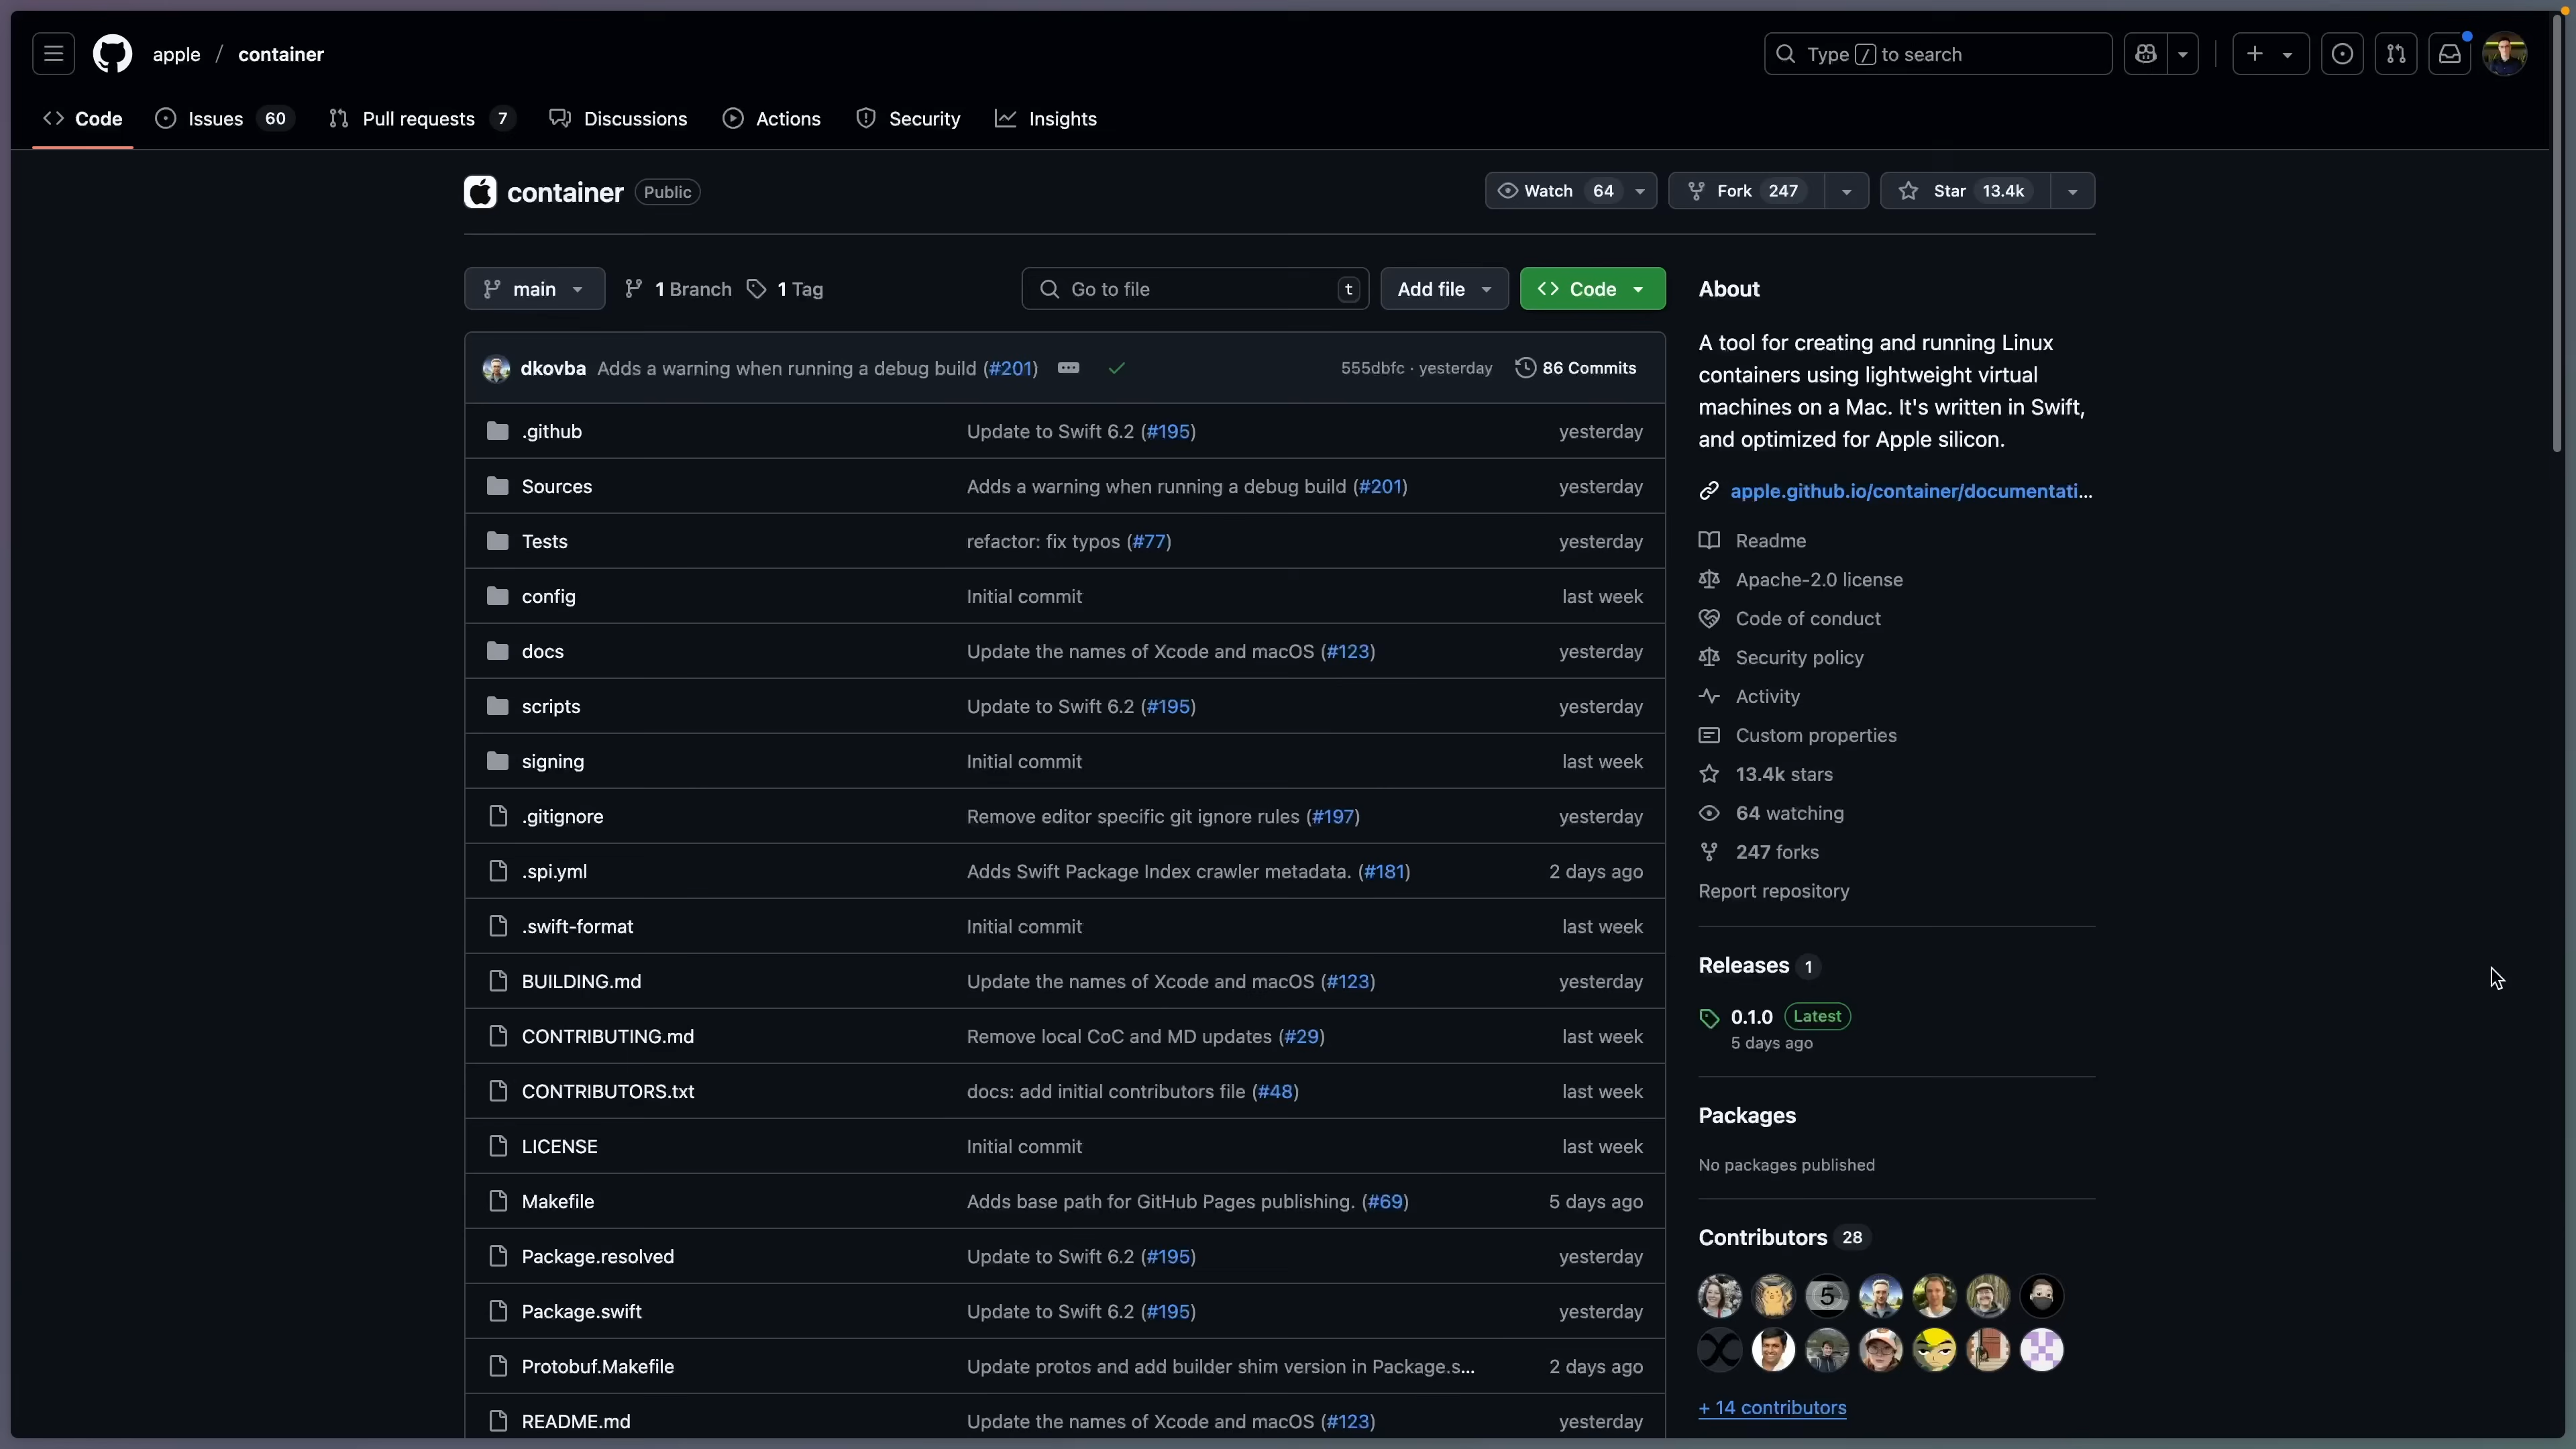 apple / container
Type / to search
Code
Issues 60
Pull requests 7
Discussions
Actions
Security
Insights
container Public
Watch 64
Fork 247
Star 13.4k
main
1 Branch
1 Tag
Go to file t
Add file
Code
dkovba Adds a warning when running a debug build (#201) 555dbfc · yesterday 86 Commits
.github Update to Swift 6.2 (#195) yesterday
Sources Adds a warning when running a debug build (#201) yesterday
Tests refactor: fix typos (#77) yesterday
config Initial commit last week
docs Update the names of Xcode and macOS (#123) yesterday
scripts Update to Swift 6.2 (#195) yesterday
signing Initial commit last week
.gitignore Remove editor specific git ignore rules (#197) yesterday
.spi.yml Adds Swift Package Index crawler metadata. (#181) 2 days ago
.swift-format Initial commit last week
BUILDING.md Update the names of Xcode and macOS (#123) yesterday
CONTRIBUTING.md Remove local CoC and MD updates (#29) last week
CONTRIBUTORS.txt docs: add initial contributors file (#48) last week
LICENSE Initial commit last week
Makefile Adds base path for GitHub Pages publishing. (#69) 5 days ago
Package.resolved Update to Swift 6.2 (#195) yesterday
Package.swift Update to Swift 6.2 (#195) yesterday
Protobuf.Makefile Update protos and add builder shim version in Package.s... 2 days ago
README.md Update the names of Xcode and macOS (#123) yesterday
About
A tool for creating and running Linux
containers using lightweight virtual
machines on a Mac. It's written in Swift,
and optimized for Apple silicon.
apple.github.io/container/documentati...
Readme
Apache-2.0 license
Code of conduct
Security policy
Activity
Custom properties
13.4k stars
64 watching
247 forks
Report repository
Releases 1
0.1.0 Latest
5 days ago
Packages
No packages published
Contributors 28
5
+ 14 contributors